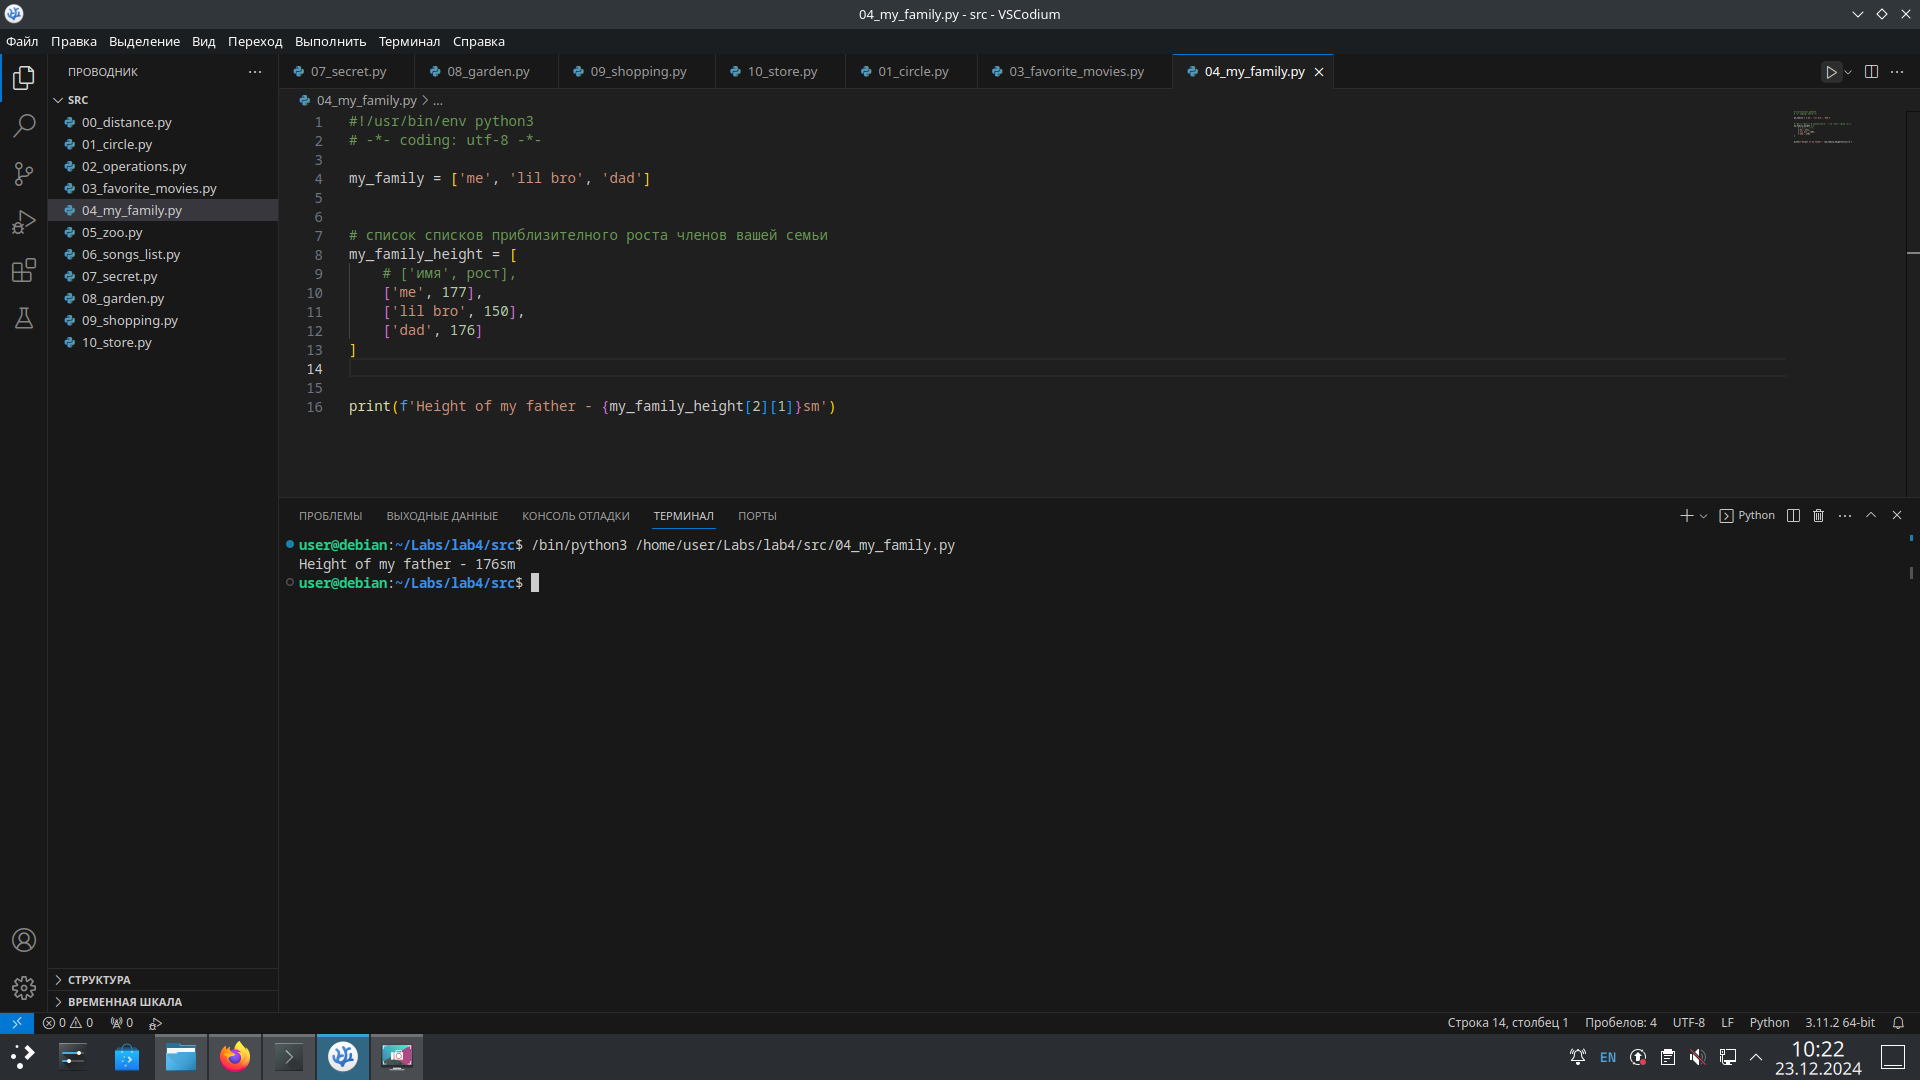 04_my_family.py - src - VSCodium
Файл Правка Выделение Вид Переход Выполнить Терминал Справка
ПРОВОДНИК
07_secret.py 08_garden.py 09_shopping.py 10_store.py 01_circle.py 03_favorite_movies.py 04_my_family.py
SRC
00_distance.py
01_circle.py
02_operations.py
03_favorite_movies.py
04_my_family.py
05_zoo.py
06_songs_list.py
07_secret.py
08_garden.py
09_shopping.py
10_store.py
СТРУКТУРА
ВРЕМЕННАЯ ШКАЛА
04_my_family.py > ...
1 #!/usr/bin/env python3
2 # -*- coding: utf-8 -*-
3
4 my_family = ['me', 'lil bro', 'dad']
5
6
7 # список списков приблизителного роста членов вашей семьи
8 my_family_height = [
9 # ['имя', рост],
10 ['me', 177],
11 ['lil bro', 150],
12 ['dad', 176]
13 ]
14
15
16 print(f'Height of my father - {my_family_height[2][1]}sm')
ПРОБЛЕМЫ ВЫХОДНЫЕ ДАННЫЕ КОНСОЛЬ ОТЛАДКИ ТЕРМИНАЛ ПОРТЫ
Python
user@debian:~/Labs/lab4/src$ /bin/python3 /home/user/Labs/lab4/src/04_my_family.py
Height of my father - 176sm
user@debian:~/Labs/lab4/src$
0 0 0
Строка 14, столбец 1 Пробелов: 4 UTF-8 LF Python 3.11.2 64-bit
EN
10:22
23.12.2024